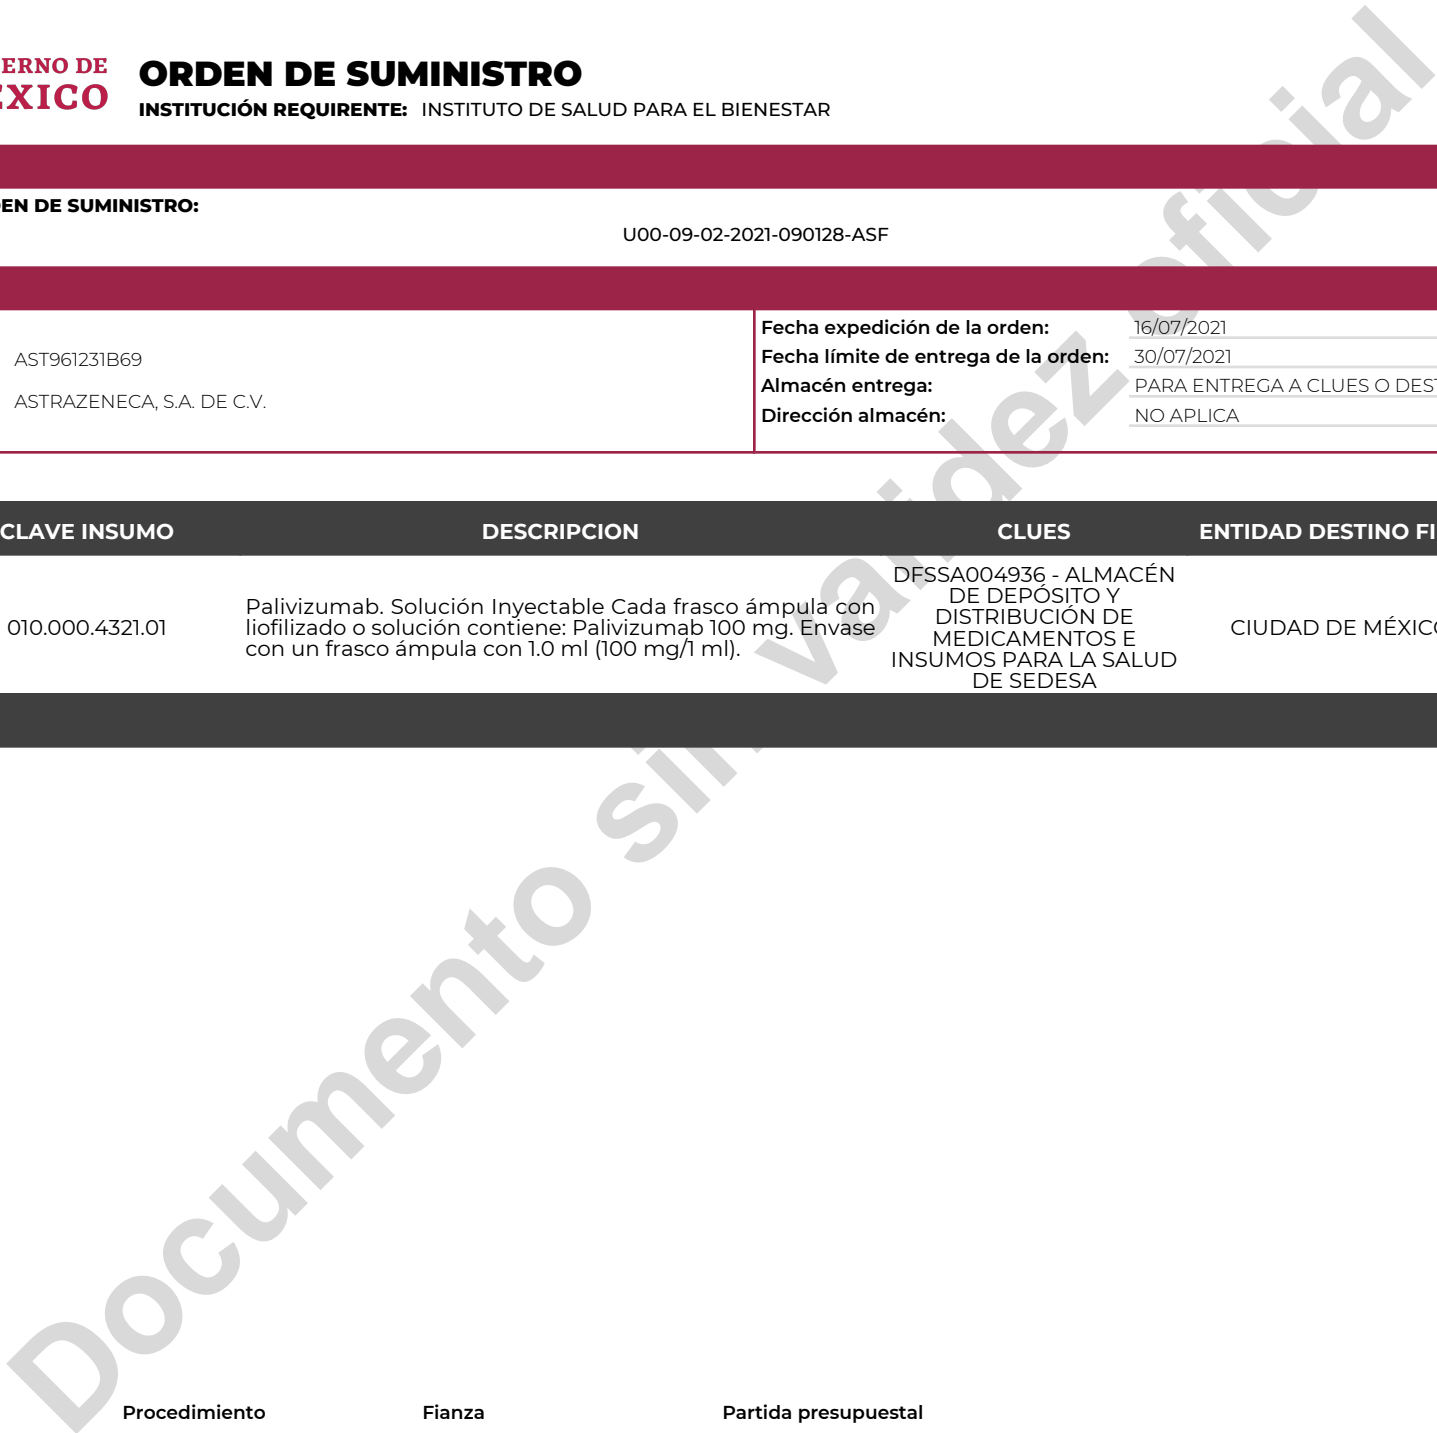 ERNO DE
ÉXICO
ORDEN DE SUMINISTRO
INSTITUCIÓN REQUIRENTE: INSTITUTO DE SALUD PARA EL BIENESTAR
EN DE SUMINISTRO:
U00-09-02-2021-090128-ASF
AST961231B69
ASTRAZENECA, S.A. DE C.V.
Fecha expedición de la orden: 16/07/2021
Fecha límite de entrega de la orden: 30/07/2021
Almacén entrega: PARA ENTREGA A CLUES O DEST
Dirección almacén: NO APLICA
CLAVE INSUMO DESCRIPCION CLUES ENTIDAD DESTINO FI
010.000.4321.01
Palivizumab. Solución Inyectable Cada frasco ámpula con
liofilizado o solución contiene: Palivizumab 100 mg. Envase
con un frasco ámpula con 1.0 ml (100 mg/1 ml).
DFSSA004936 - ALMACÉN
DE DEPÓSITO Y
DISTRIBUCIÓN DE
MEDICAMENTOS E
INSUMOS PARA LA SALUD
DE SEDESA
CIUDAD DE MÉXICO
Documento sin validez oficial
Procedimiento Fianza Partida presupuestal